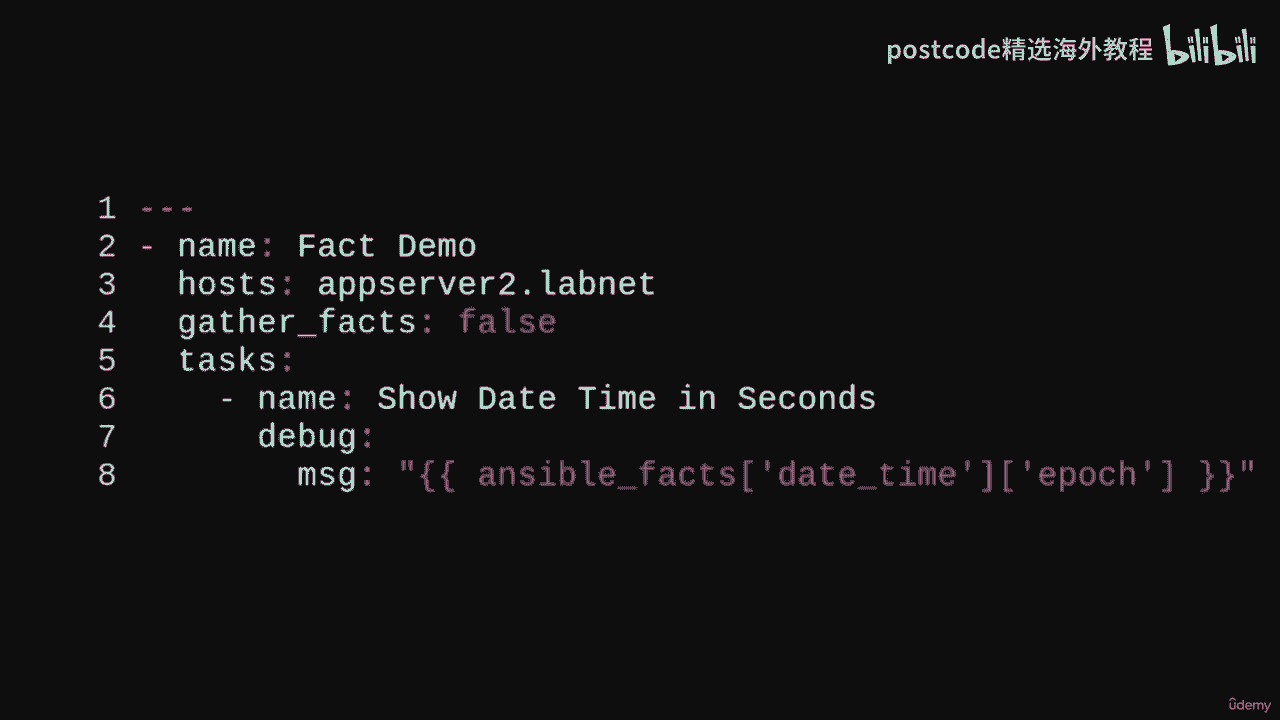 postcode精选海外教程 bilibili
1 ---
2 - name: Fact Demo
3   hosts: appserver2.labnet
4   gather_facts: false
5   tasks:
6     - name: Show Date Time in Seconds
7       debug:
8         msg: "{{ ansible_facts['date_time']['epoch'] }}"
ûdemy